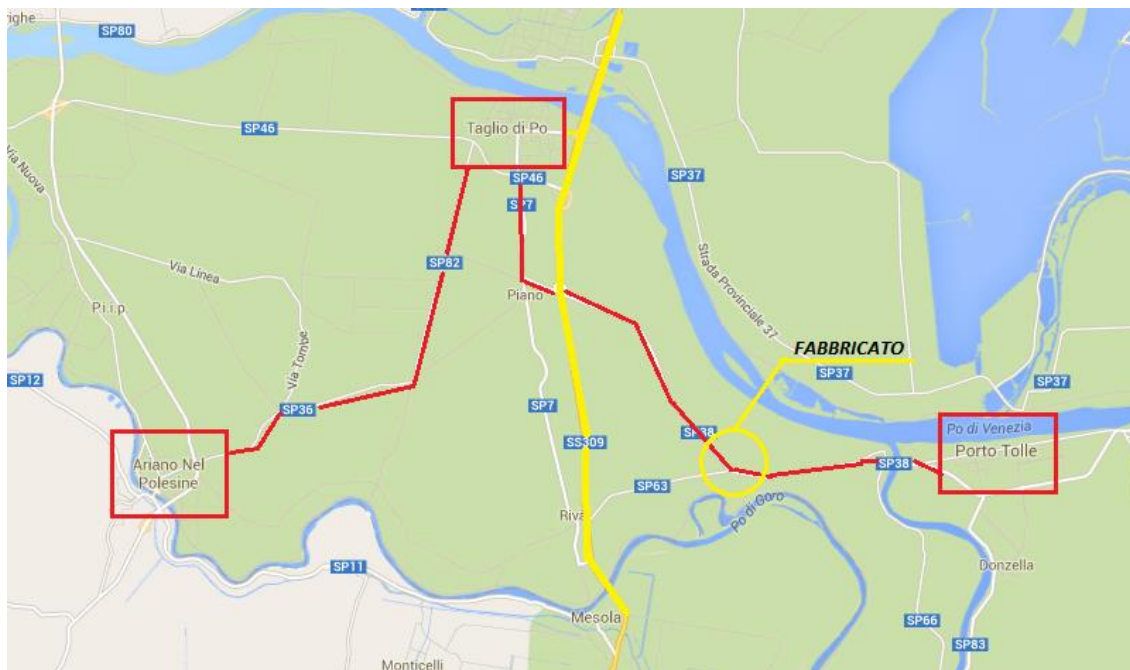 righe
SP80
SP46
Taglio di Po
SP46
SP7
SP37
Via Nuova
Via Linea
SP82
Piano
Strada Provinciale 37
P.i.p.
Via Tombe
FABBRICATO
SP37
SP37
SP12
SP36
SP7
SP38
SS309
Po di Venezia
Ariano Nel
Polesine
SP63
SP38
Porto Tolle
Riva
Po di Goro
SP11
Donzella
Mesola
SP66
SP83
Monticelli